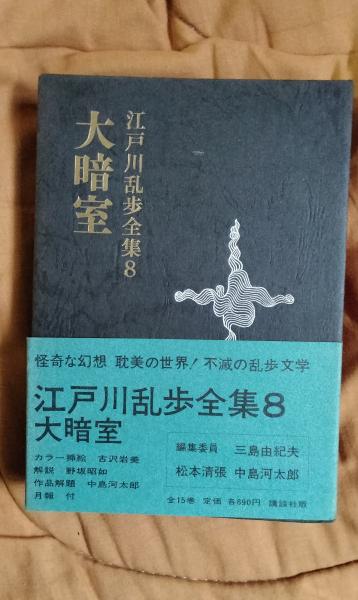 江戸川乱歩全集8
大暗室
怪奇な幻想 耽美の世界! 不滅の乱歩文学
江戸川乱歩全集8
大暗室
カラー挿絵 古沢岩美
解説 野坂昭如
作品解題 中島河太郎
月報 付
編集委員 三島由紀夫
松本清張 中島河太郎
全15巻 定価 各690円 講談社版